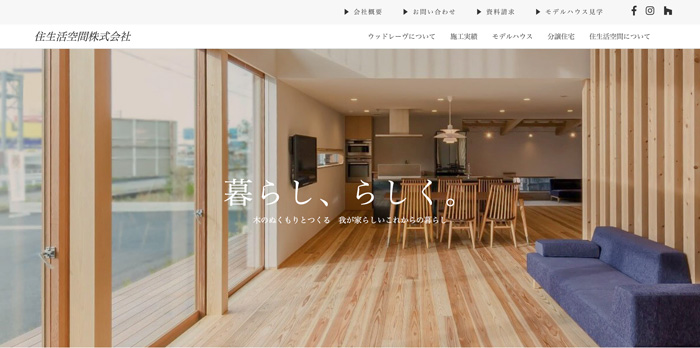 ▶ 会社概要 ▶ お問い合わせ ▶ 資料請求 ▶ モデルハウス見学
住生活空間株式会社
ウッドレーヴについて 施工実績 モデルハウス 分譲住宅 住生活空間について
暮らし、らしく。
木のぬくもりとつくる 我が家らしいこれからの暮らし